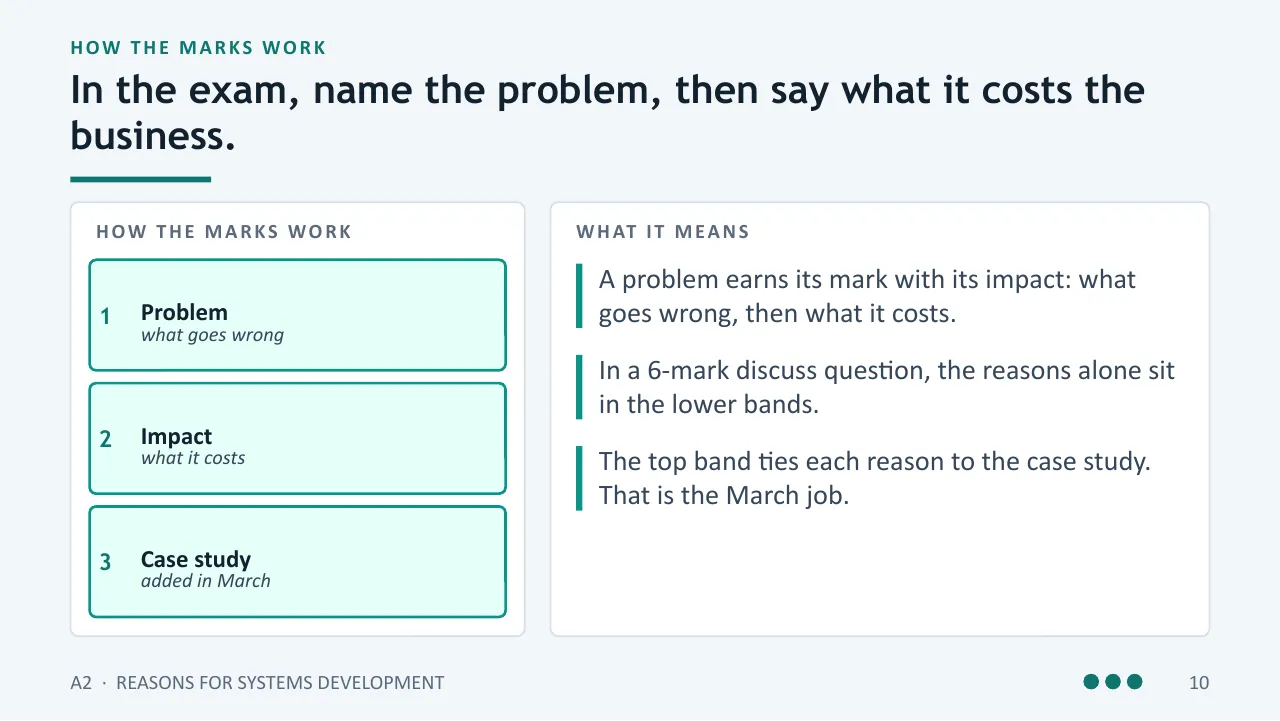 HOW THE MARKS WORK
In the exam, name the problem, then say what it costs the
business.
HOW THE MARKS WORK
1 Problem
what goes wrong
2 Impact
what it costs
3 Case study
added in March
WHAT IT MEANS
A problem earns its mark with its impact: what
goes wrong, then what it costs.
In a 6-mark discuss question, the reasons alone sit
in the lower bands.
The top band ties each reason to the case study.
That is the March job.
A2 · REASONS FOR SYSTEMS DEVELOPMENT
10